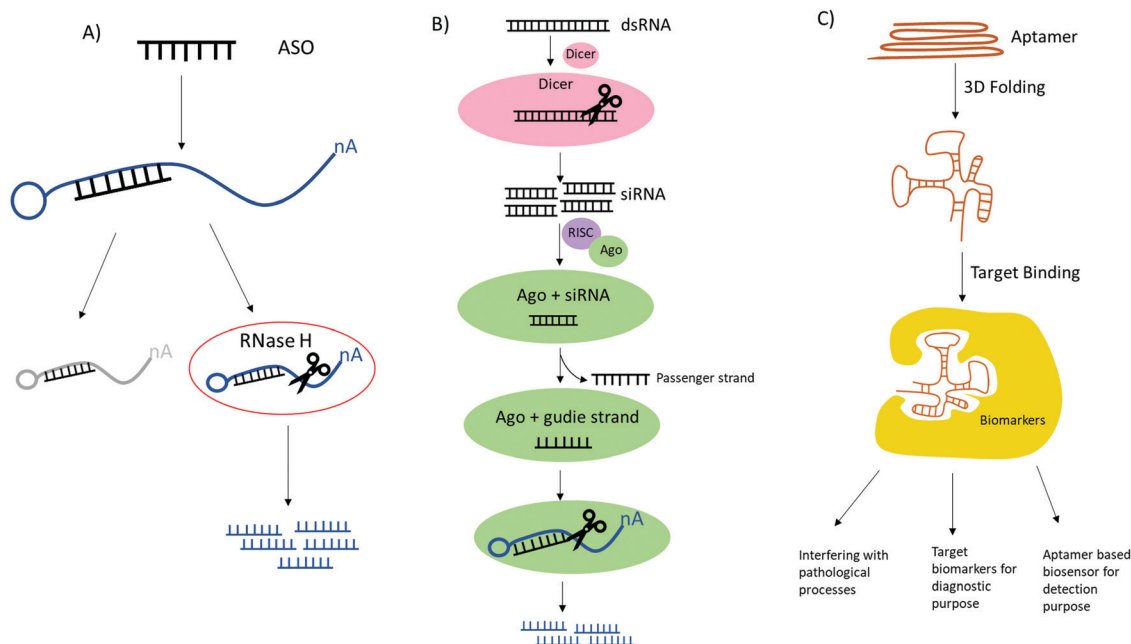 A)
ASO
nA
nA
RNase H
nA
B)
dsRNA
Dicer
Dicer
siRNA
RISC
Ago
Ago + siRNA
Passenger strand
Ago + gudie strand
nA
C)
Aptamer
3D Folding
Target Binding
Biomarkers
Interfering with
pathological
processes
Target
biomarkers for
diagnostic
purpose
Aptamer based
biosensor for
detection
purpose